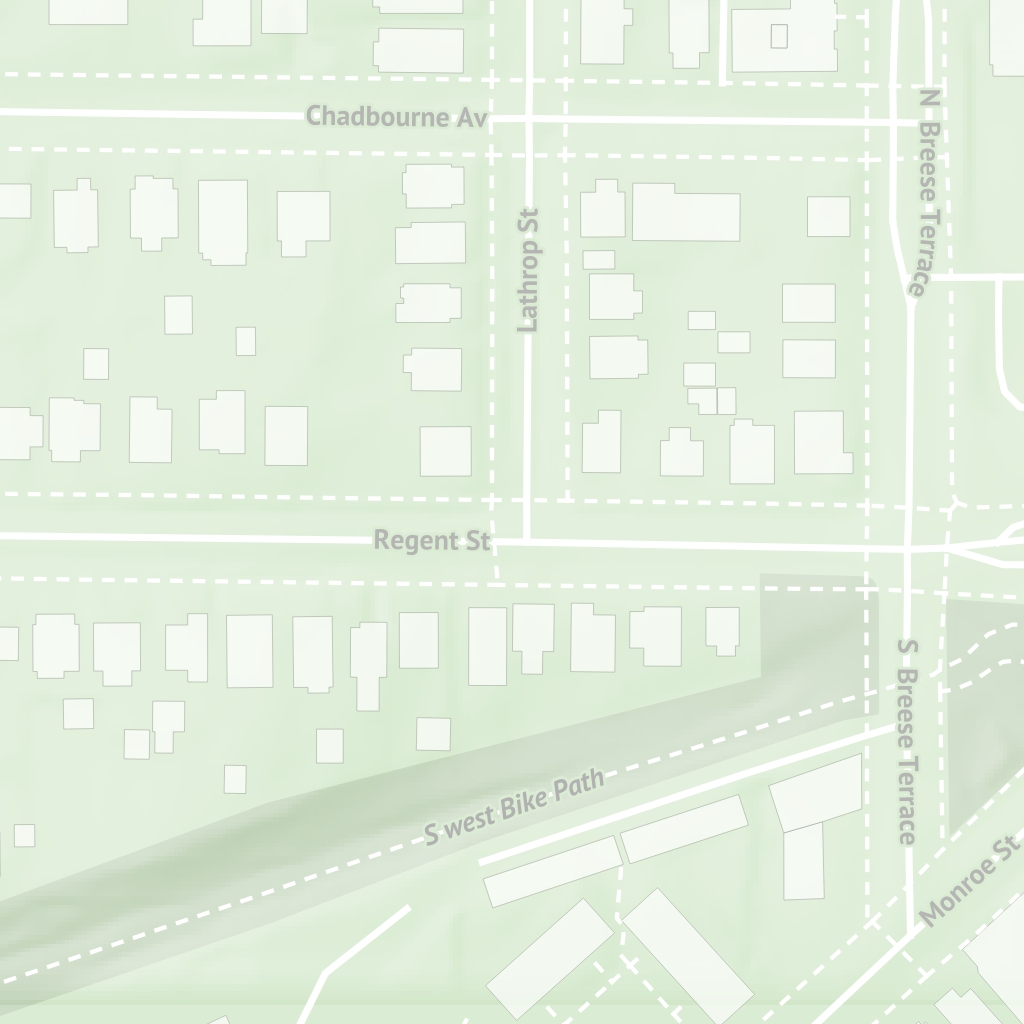 Chadbourne Av
N Breese Terrace
Lathrop St
Regent St
S Breese Terrace
S west Bike Path
Monroe St